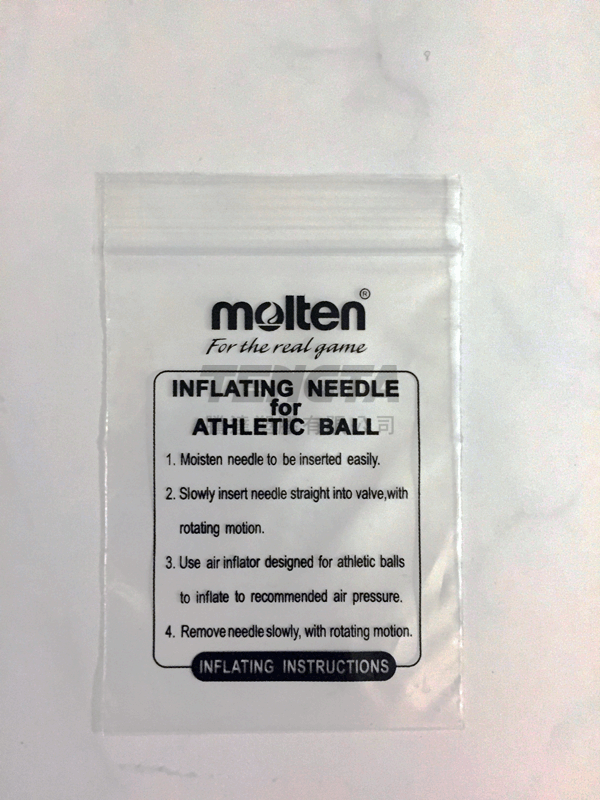 molten®
For the real game
TENGTA
INFLATING NEEDLE
for
ATHLETIC BALL
1. Moisten needle to be inserted easily.
2. Slowly insert needle straight into valve,with
rotating motion.
3. Use air inflator designed for athletic balls
to inflate to recommended air pressure.
4. Remove needle slowly, with rotating motion.
INFLATING INSTRUCTIONS